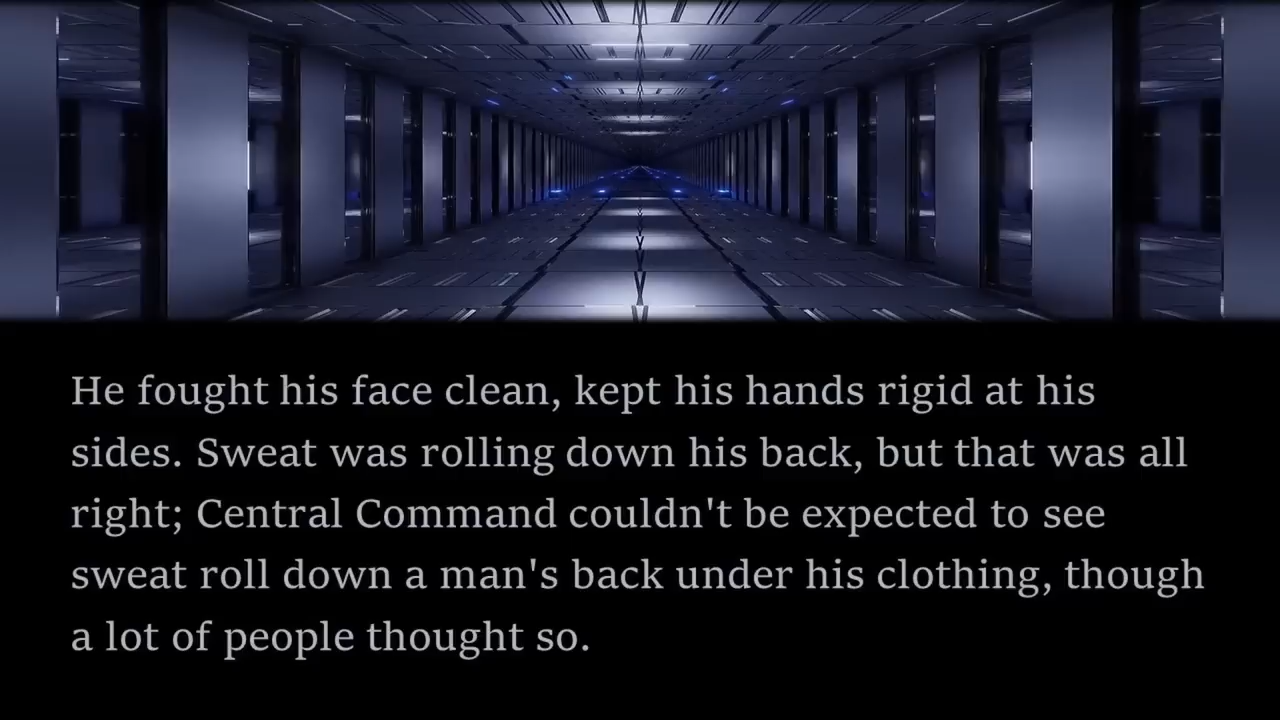 He fought his face clean, kept his hands rigid at his
sides. Sweat was rolling down his back, but that was all
right; Central Command couldn't be expected to see
sweat roll down a man's back under his clothing, though
a lot of people thought so.